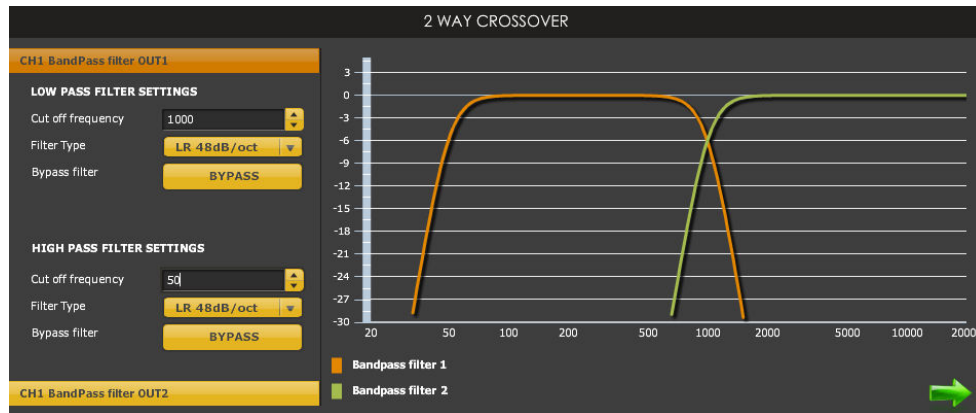 2 WAY CROSSOVER
CH1 BandPass filter OUT1
LOW PASS FILTER SETTINGS
Cut off frequency 1000
Filter Type LR 48dB/oct
Bypass filter BYPASS
HIGH PASS FILTER SETTINGS
Cut off frequency 50
Filter Type LR 48dB/oct
Bypass filter BYPASS
CH1 BandPass filter OUT2
3
0
-3
-6
-9
-12
-15
-18
-21
-24
-27
-30
20 50 100 200 500 1000 2000 5000 10000 2000
Bandpass filter 1
Bandpass filter 2